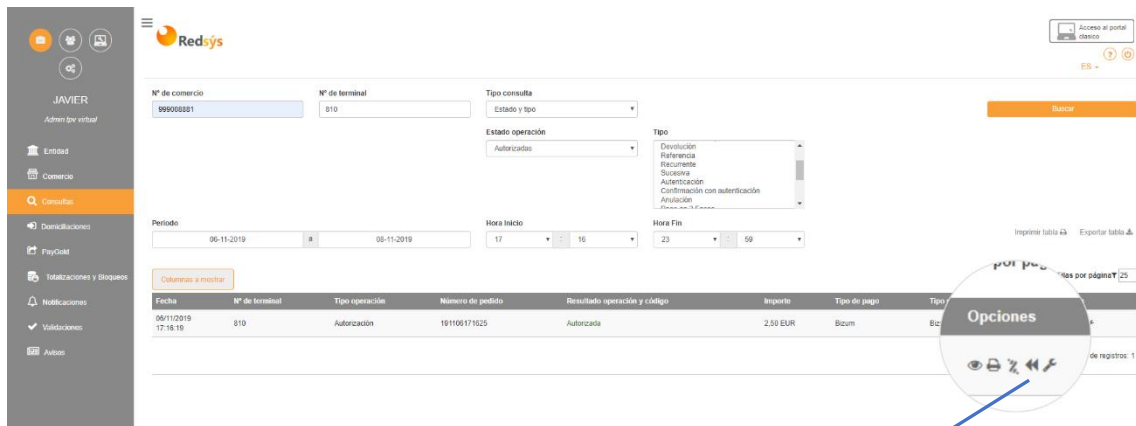 Redsys
Acceso al portal
clasico
ES
JAVIER
Admin tpv virtual
Entidad
Comercio
Consultas
Domiciliaciones
PayGold
Totalizaciones y Bloqueos
Notificaciones
Validaciones
Avisos
Nº de comercio
Nº de terminal
Tipo consulta
999008881
810
Estado y tipo
Buscar
Estado operación
Tipo
Autorizadas
Devolución
Referencia
Recurrente
Sucesiva
Autenticación
Confirmación con autenticación
Anulación
Periodo
Hora Inicio
Hora Fin
06-11-2019 a 08-11-2019
17 : 16
23 : 59
Imprimir tabla
Exportar tabla
Columnas a mostrar
por página 25
Fecha
Nº de terminal
Tipo operación
Número de pedido
Resultado operación y código
Importe
Tipo de pago
Tipo
Opciones
06/11/2019
17:16:19
810
Autorización
191106171625
Autorizada
2,50 EUR
Bizum
de registros: 1